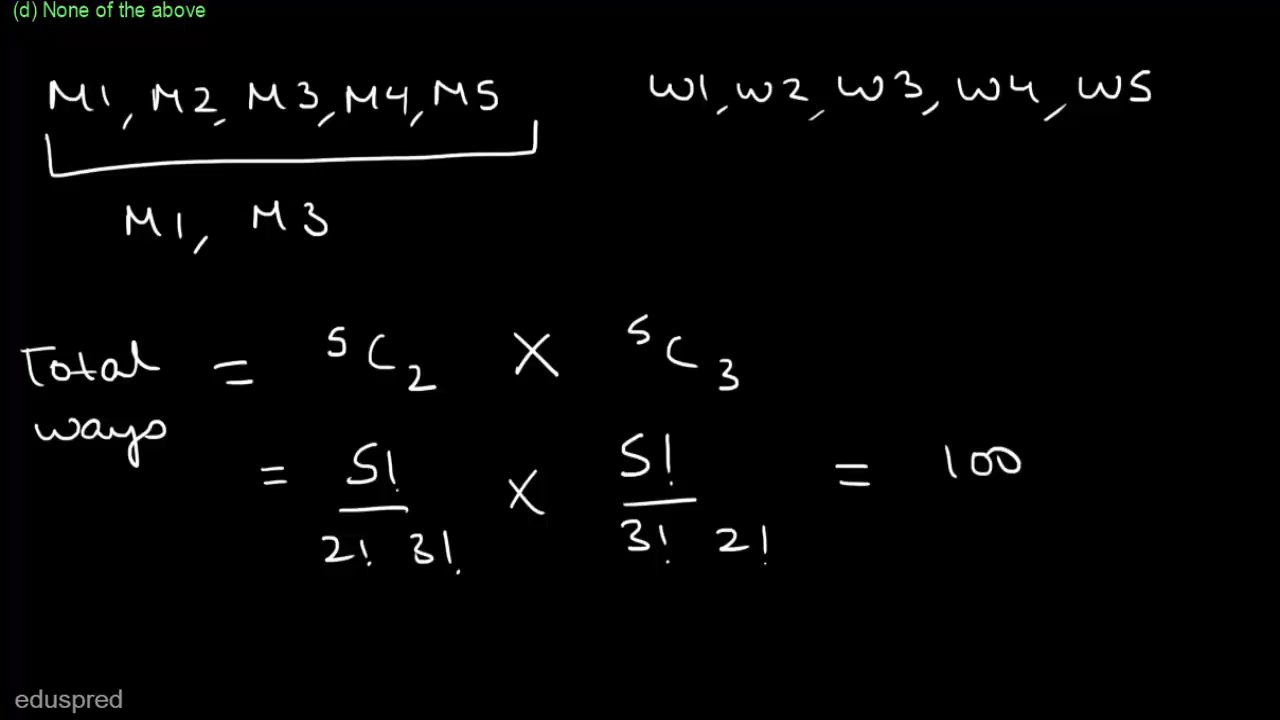 (d) None of the above
M1, M2, M3, M4, M5 W1, W2, W3, W4, W5
M1, M3
Total ways = ⁵C₂ X ⁵C₃
= 5!/2! 3! X 5!/3! 2! = 100
eduspred